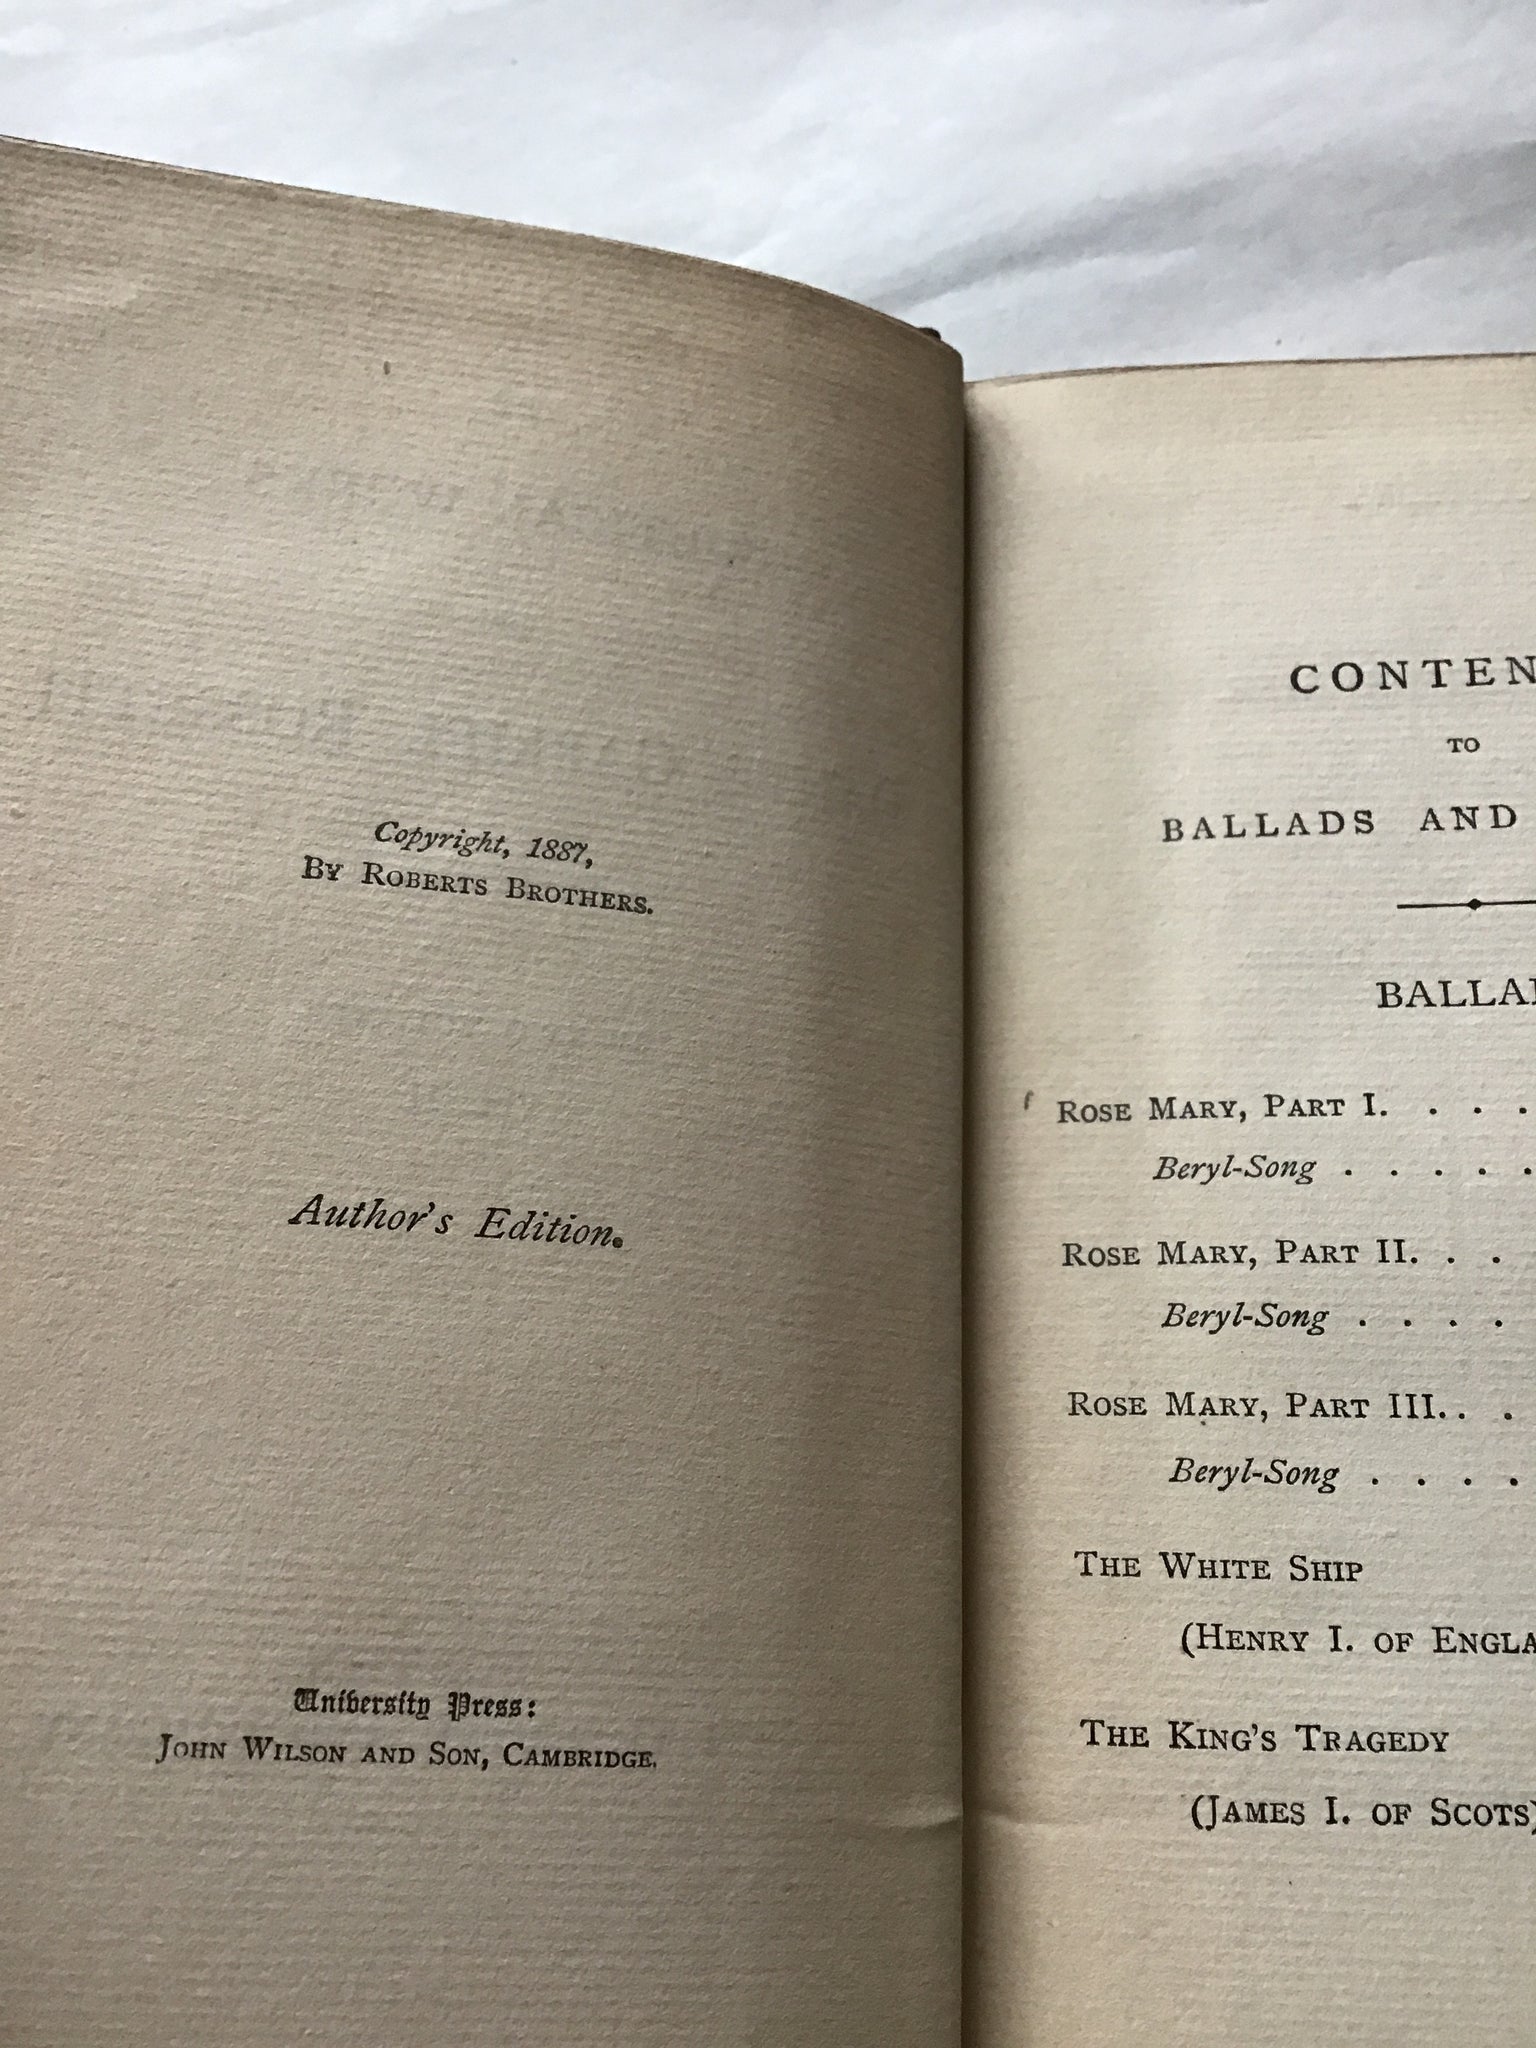 Copyright, 1887,
By Roberts Brothers.
Author's Edition.
University Press:
John Wilson and Son, Cambridge.
CONTEN
TO
BALLADS AND
BALLA
Rose Mary, Part I. . . .
Beryl-Song . . . . .
Rose Mary, Part II. . .
Beryl-Song . . . .
Rose Mary, Part III. . .
Beryl-Song . . . .
The White Ship
(Henry I. of Engla
The King's Tragedy
(James I. of Scots)